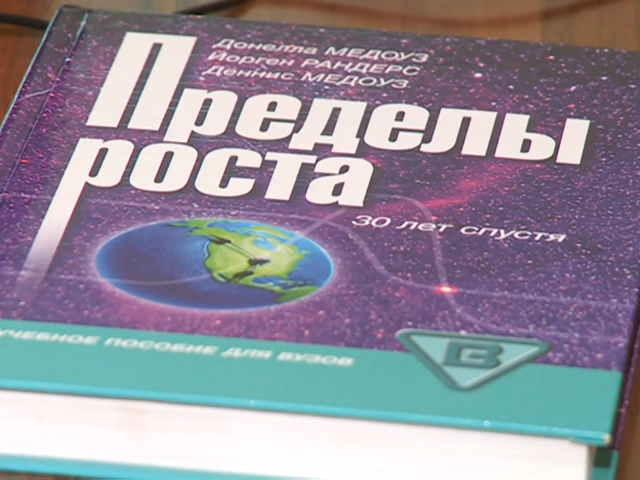 Донелла МЕДОУЗ
Йорген РАНДЕРС
Деннис МЕДОУЗ
Пределы
роста
30 лет спустя
УЧЕБНОЕ ПОСОБИЕ ДЛЯ ВУЗОВ
В